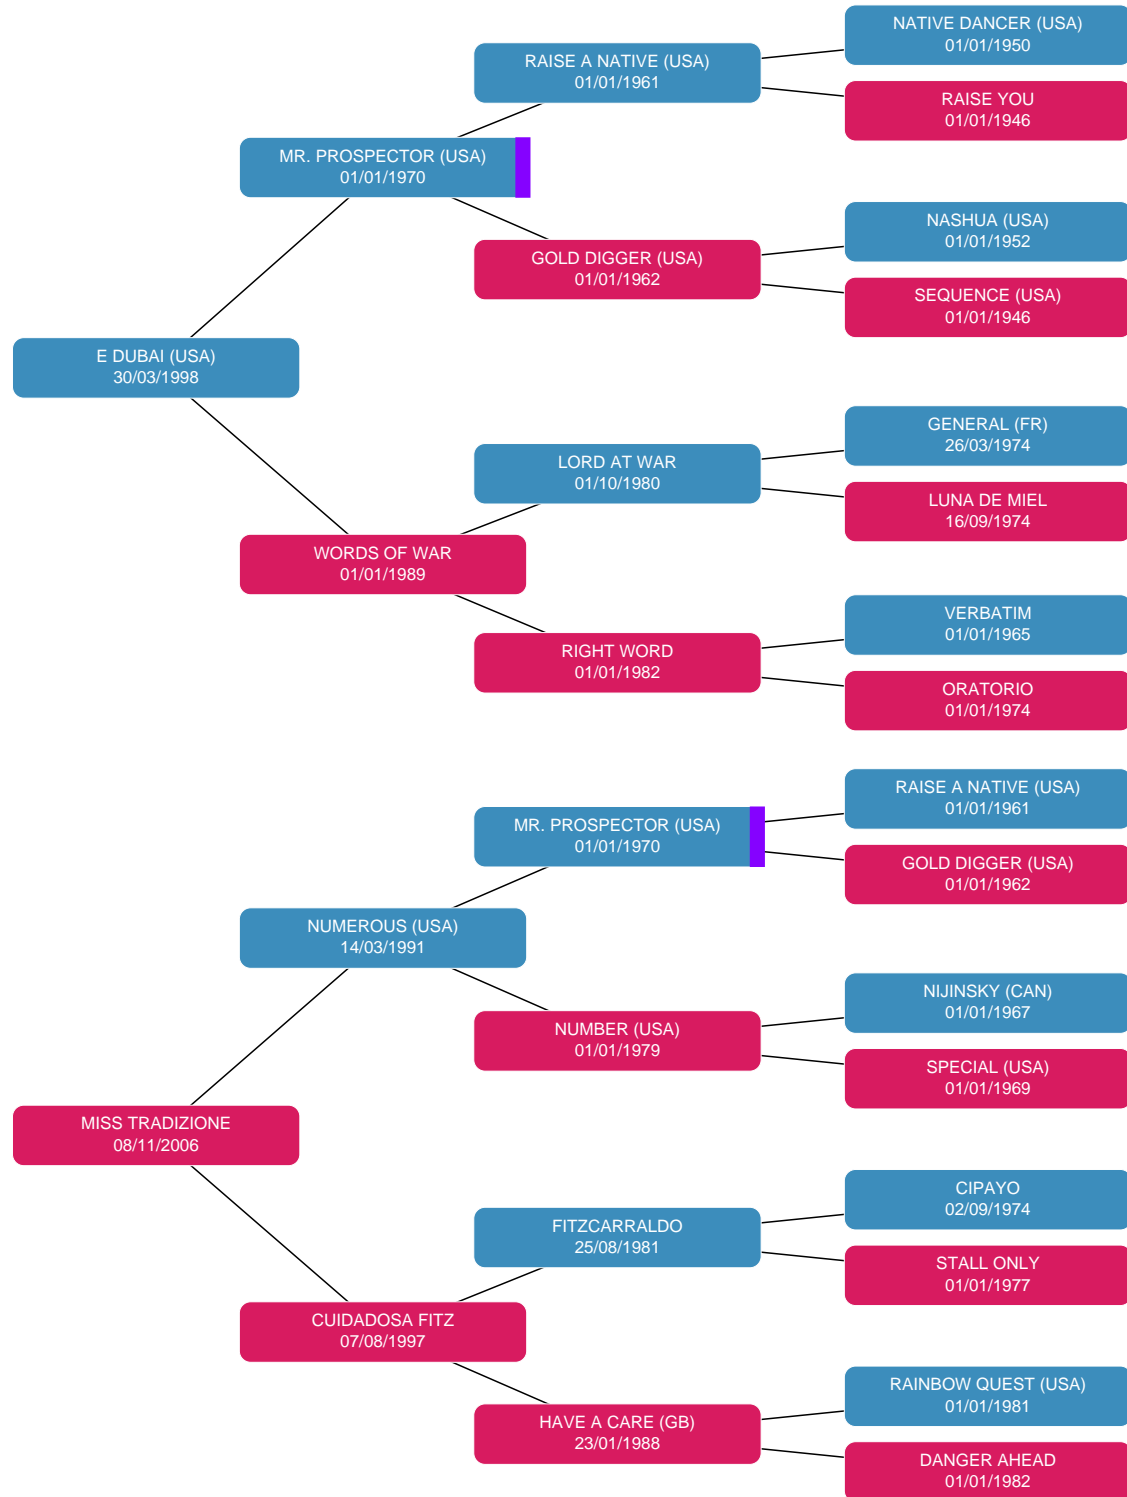 NATIVE DANCER (USA)
01/01/1950
RAISE A NATIVE (USA)
01/01/1961
RAISE YOU
01/01/1946
MR. PROSPECTOR (USA)
01/01/1970
NASHUA (USA)
01/01/1952
GOLD DIGGER (USA)
01/01/1962
SEQUENCE (USA)
01/01/1946
E DUBAI (USA)
30/03/1998
GENERAL (FR)
26/03/1974
LORD AT WAR
01/10/1980
LUNA DE MIEL
16/09/1974
WORDS OF WAR
01/01/1989
VERBATIM
01/01/1965
RIGHT WORD
01/01/1982
ORATORIO
01/01/1974
RAISE A NATIVE (USA)
01/01/1961
MR. PROSPECTOR (USA)
01/01/1970
GOLD DIGGER (USA)
01/01/1962
NUMEROUS (USA)
14/03/1991
NIJINSKY (CAN)
01/01/1967
NUMBER (USA)
01/01/1979
SPECIAL (USA)
01/01/1969
MISS TRADIZIONE
08/11/2006
CIPAYO
02/09/1974
FITZCARRALDO
25/08/1981
STALL ONLY
01/01/1977
CUIDADOSA FITZ
07/08/1997
RAINBOW QUEST (USA)
01/01/1981
HAVE A CARE (GB)
23/01/1988
DANGER AHEAD
01/01/1982